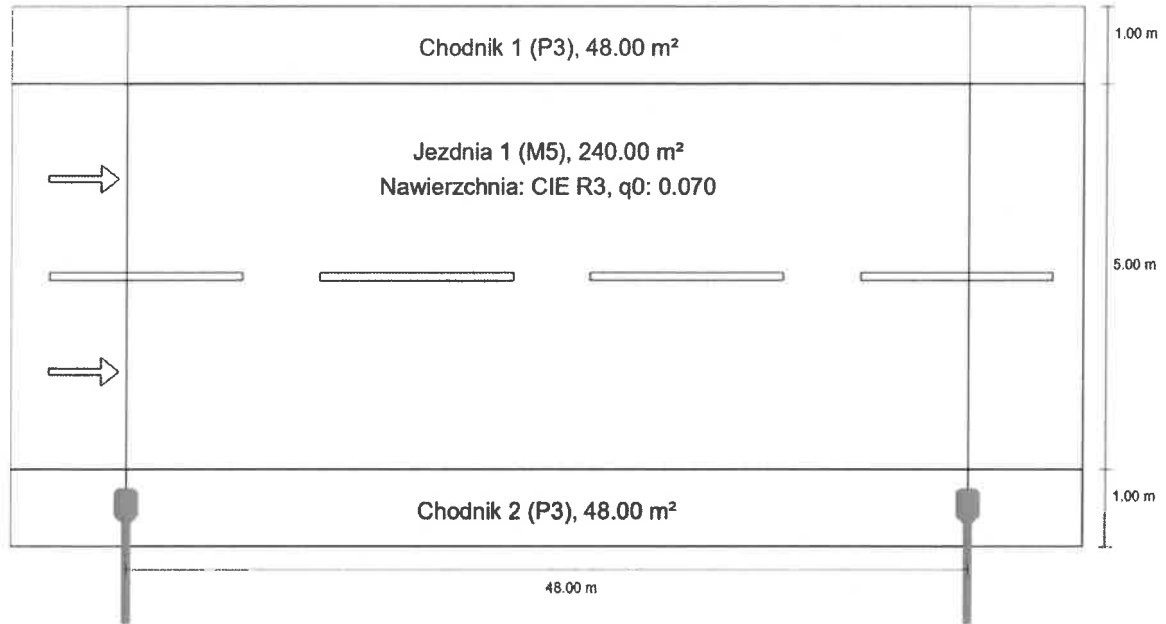 Chodnik 1 (P3), 48.00 m²
1.00 m
Jezdnia 1 (M5), 240.00 m²
Nawierzchnia: CIE R3, q0: 0.070
5.00 m
Chodnik 2 (P3), 48.00 m²
1.00 m
48.00 m